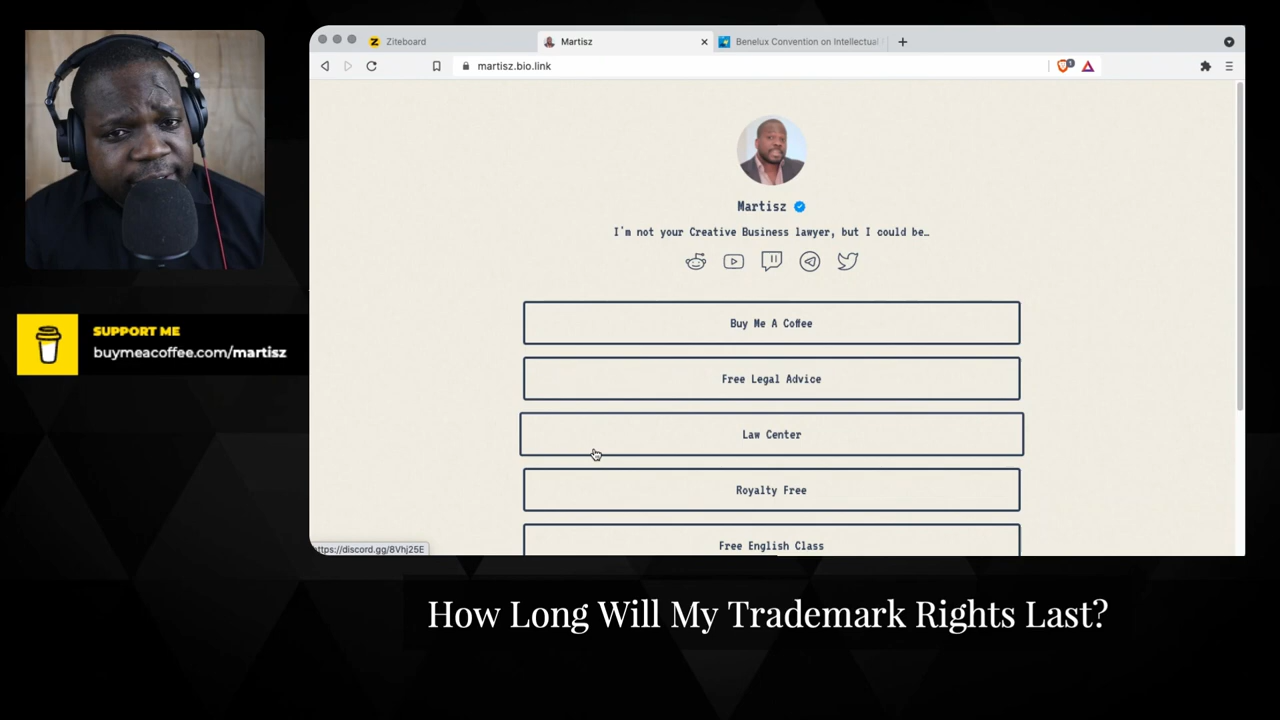 Ziteboard
Martisz
Benelux Convention on Intellectual
martisz.bio.link
Martisz
I'm not your Creative Business lawyer, but I could be…
Buy Me A Coffee
Free Legal Advice
Law Center
Royalty Free
Free English Class
https://discord.gg/8Vhj25E
SUPPORT ME
buymeacoffee.com/martisz
How Long Will My Trademark Rights Last?